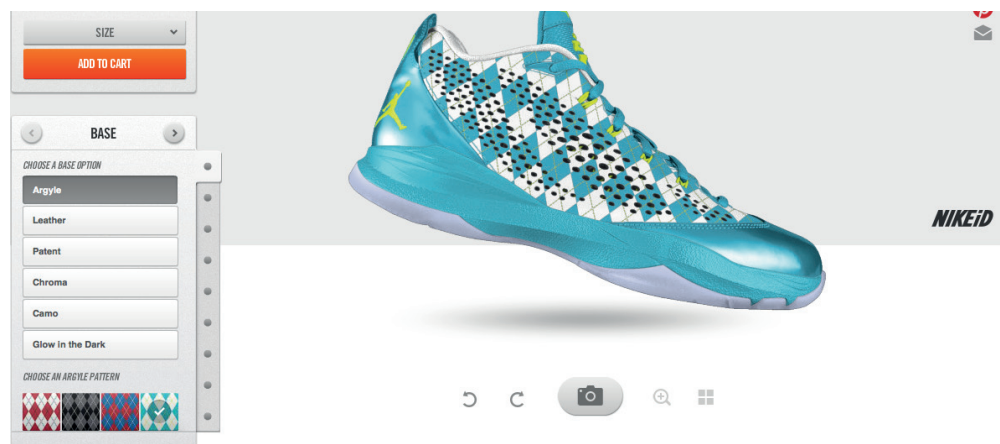 SIZE
ADD TO CART
BASE
CHOOSE A BASE OPTION
Argyle
Leather
Patent
Chroma
Camo
Glow in the Dark
CHOOSE AN ARGYLE PATTERN
NIKEiD